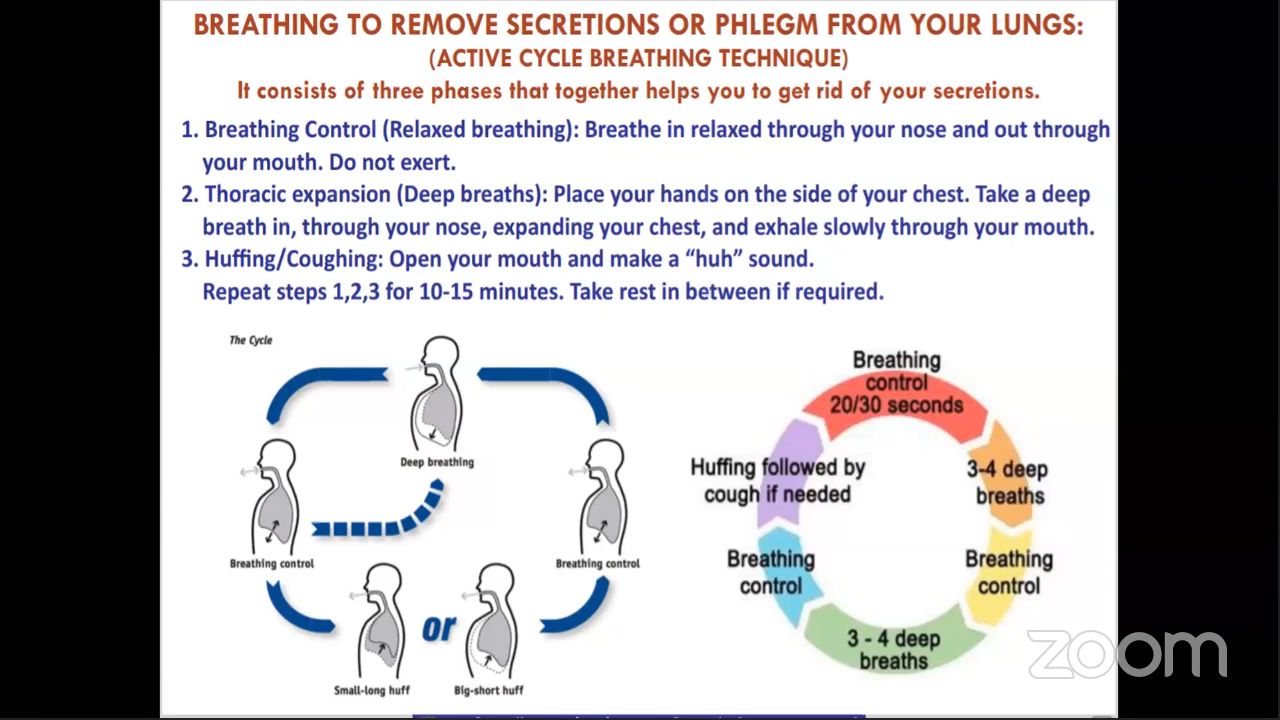 BREATHING TO REMOVE SECRETIONS OR PHLEGM FROM YOUR LUNGS:
(ACTIVE CYCLE BREATHING TECHNIQUE)
It consists of three phases that together helps you to get rid of your secretions.
1. Breathing Control (Relaxed breathing): Breathe in relaxed through your nose and out through
your mouth. Do not exert.
2. Thoracic expansion (Deep breaths): Place your hands on the side of your chest. Take a deep
breath in, through your nose, expanding your chest, and exhale slowly through your mouth.
3. Huffing/Coughing: Open your mouth and make a “huh” sound.
Repeat steps 1,2,3 for 10-15 minutes. Take rest in between if required.
The Cycle
Deep breathing
Breathing control
Breathing control
or
Small-long huff
Big-short huff
Breathing
control
20/30 seconds
Huffing followed by
cough if needed
3-4 deep
breaths
Breathing
control
Breathing
control
3 - 4 deep
breaths
zoom